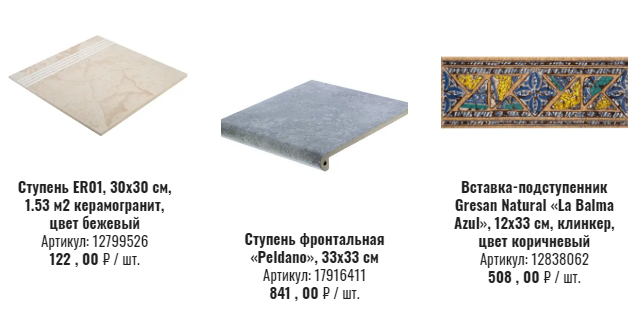 Ступень ER01, 30x30 см,
1.53 м2 керамогранит,
цвет бежевый
Артикул: 12799526
122 , 00 ₽ / шт.
Ступень фронтальная
«Peldano», 33x33 см
Артикул: 17916411
841 , 00 ₽ / шт.
Вставка-подступенник
Gresan Natural «La Balma
Azul», 12x33 см, клинкер,
цвет коричневый
Артикул: 12838062
508 , 00 ₽ / шт.